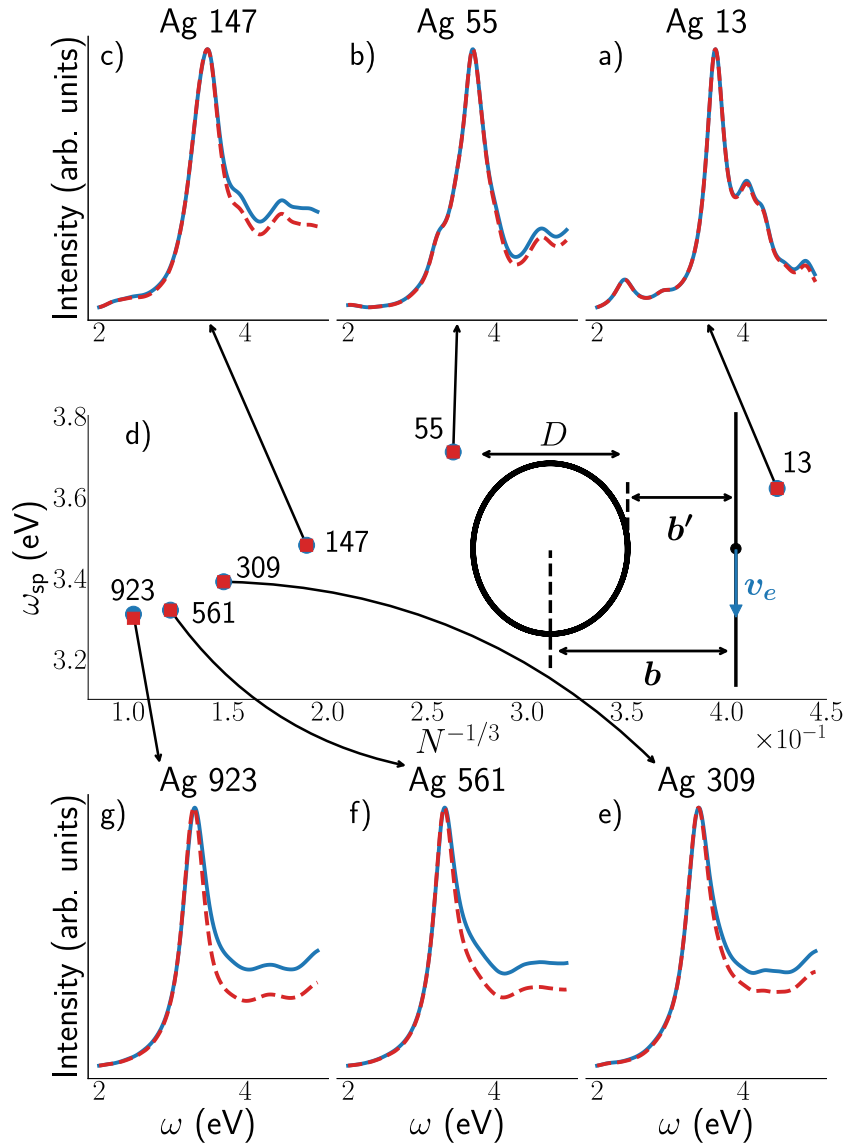 Ag 147
Ag 55
Ag 13
c)
b)
a)
Intensity (arb. units)
2
4
2
4
2
4
d)
ω_sp (eV)
3.8
3.6
3.4
3.2
55
13
147
309
923
561
D
b′
v_e
b
1.0
1.5
2.0
2.5
3.0
3.5
4.0
4.5
N^{-1/3}
×10^{-1}
Ag 923
Ag 561
Ag 309
g)
f)
e)
Intensity (arb. units)
2
4
2
4
2
4
ω (eV)
ω (eV)
ω (eV)